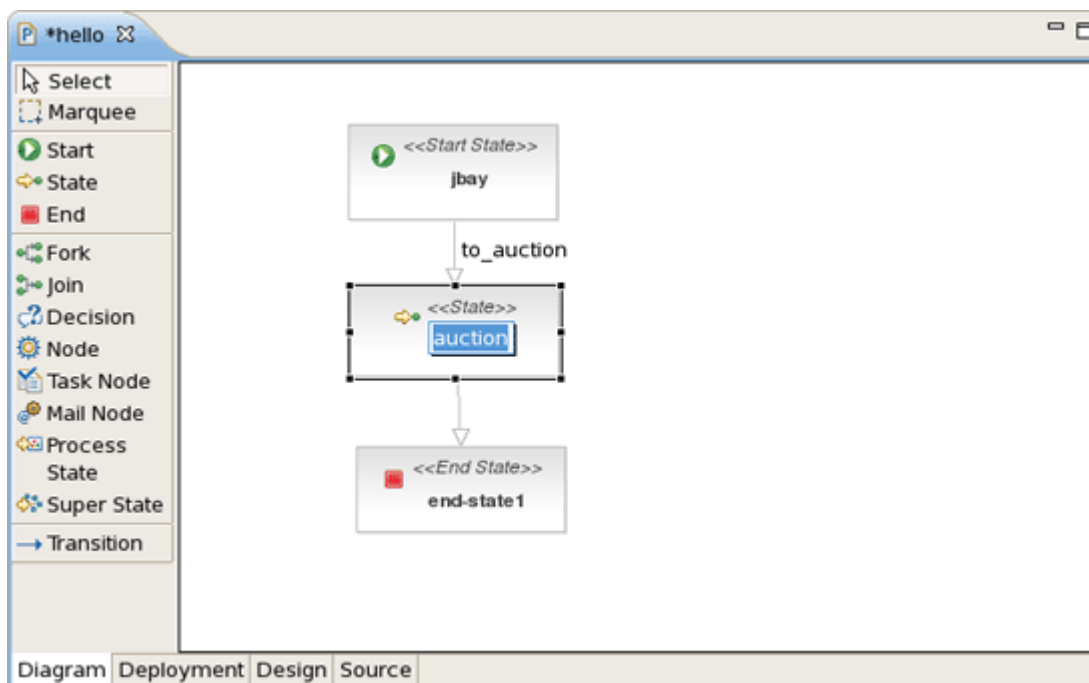 *hello
Select
Marquee
Start
State
End
Fork
Join
Decision
Node
Task Node
Mail Node
Process
State
Super State
Transition
<<Start State>>
jbay
to_auction
<<State>>
auction
<<End State>>
end-state1
Diagram Deployment Design Source